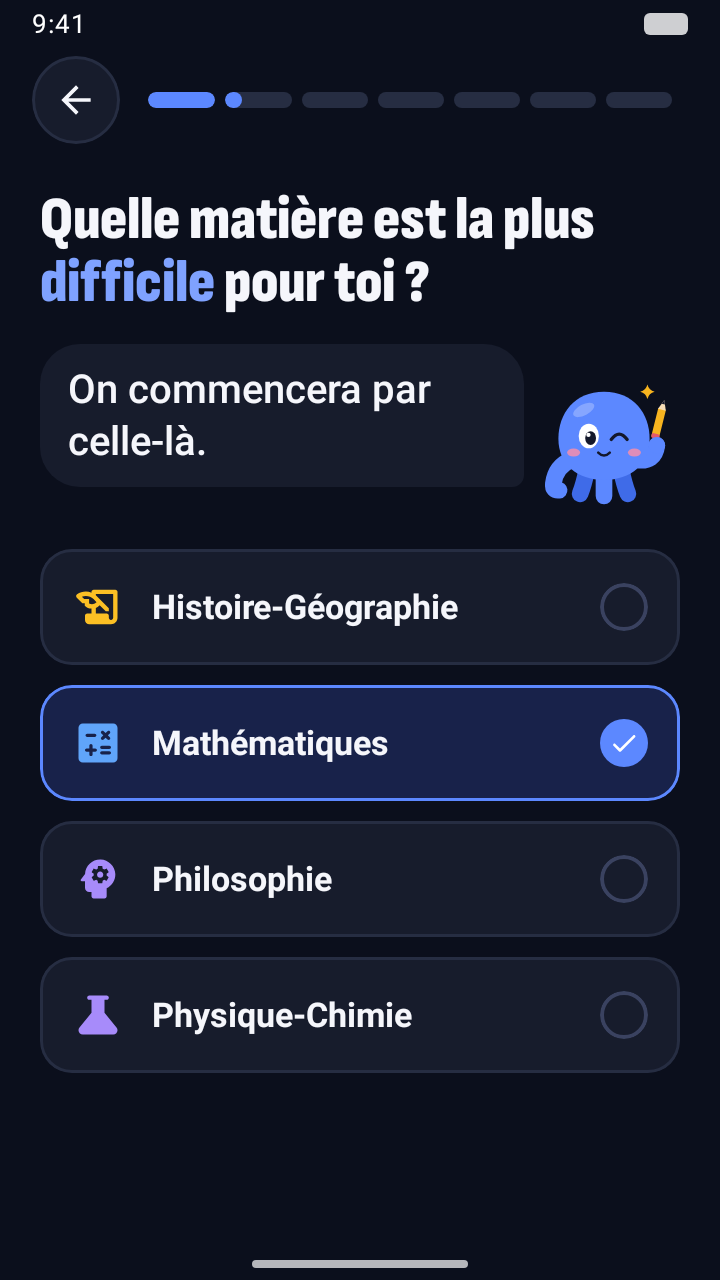 9:41
Quelle matière est la plus
difficile pour toi ?
On commencera par
celle-là.
Histoire-Géographie
Mathématiques
Philosophie
Physique-Chimie